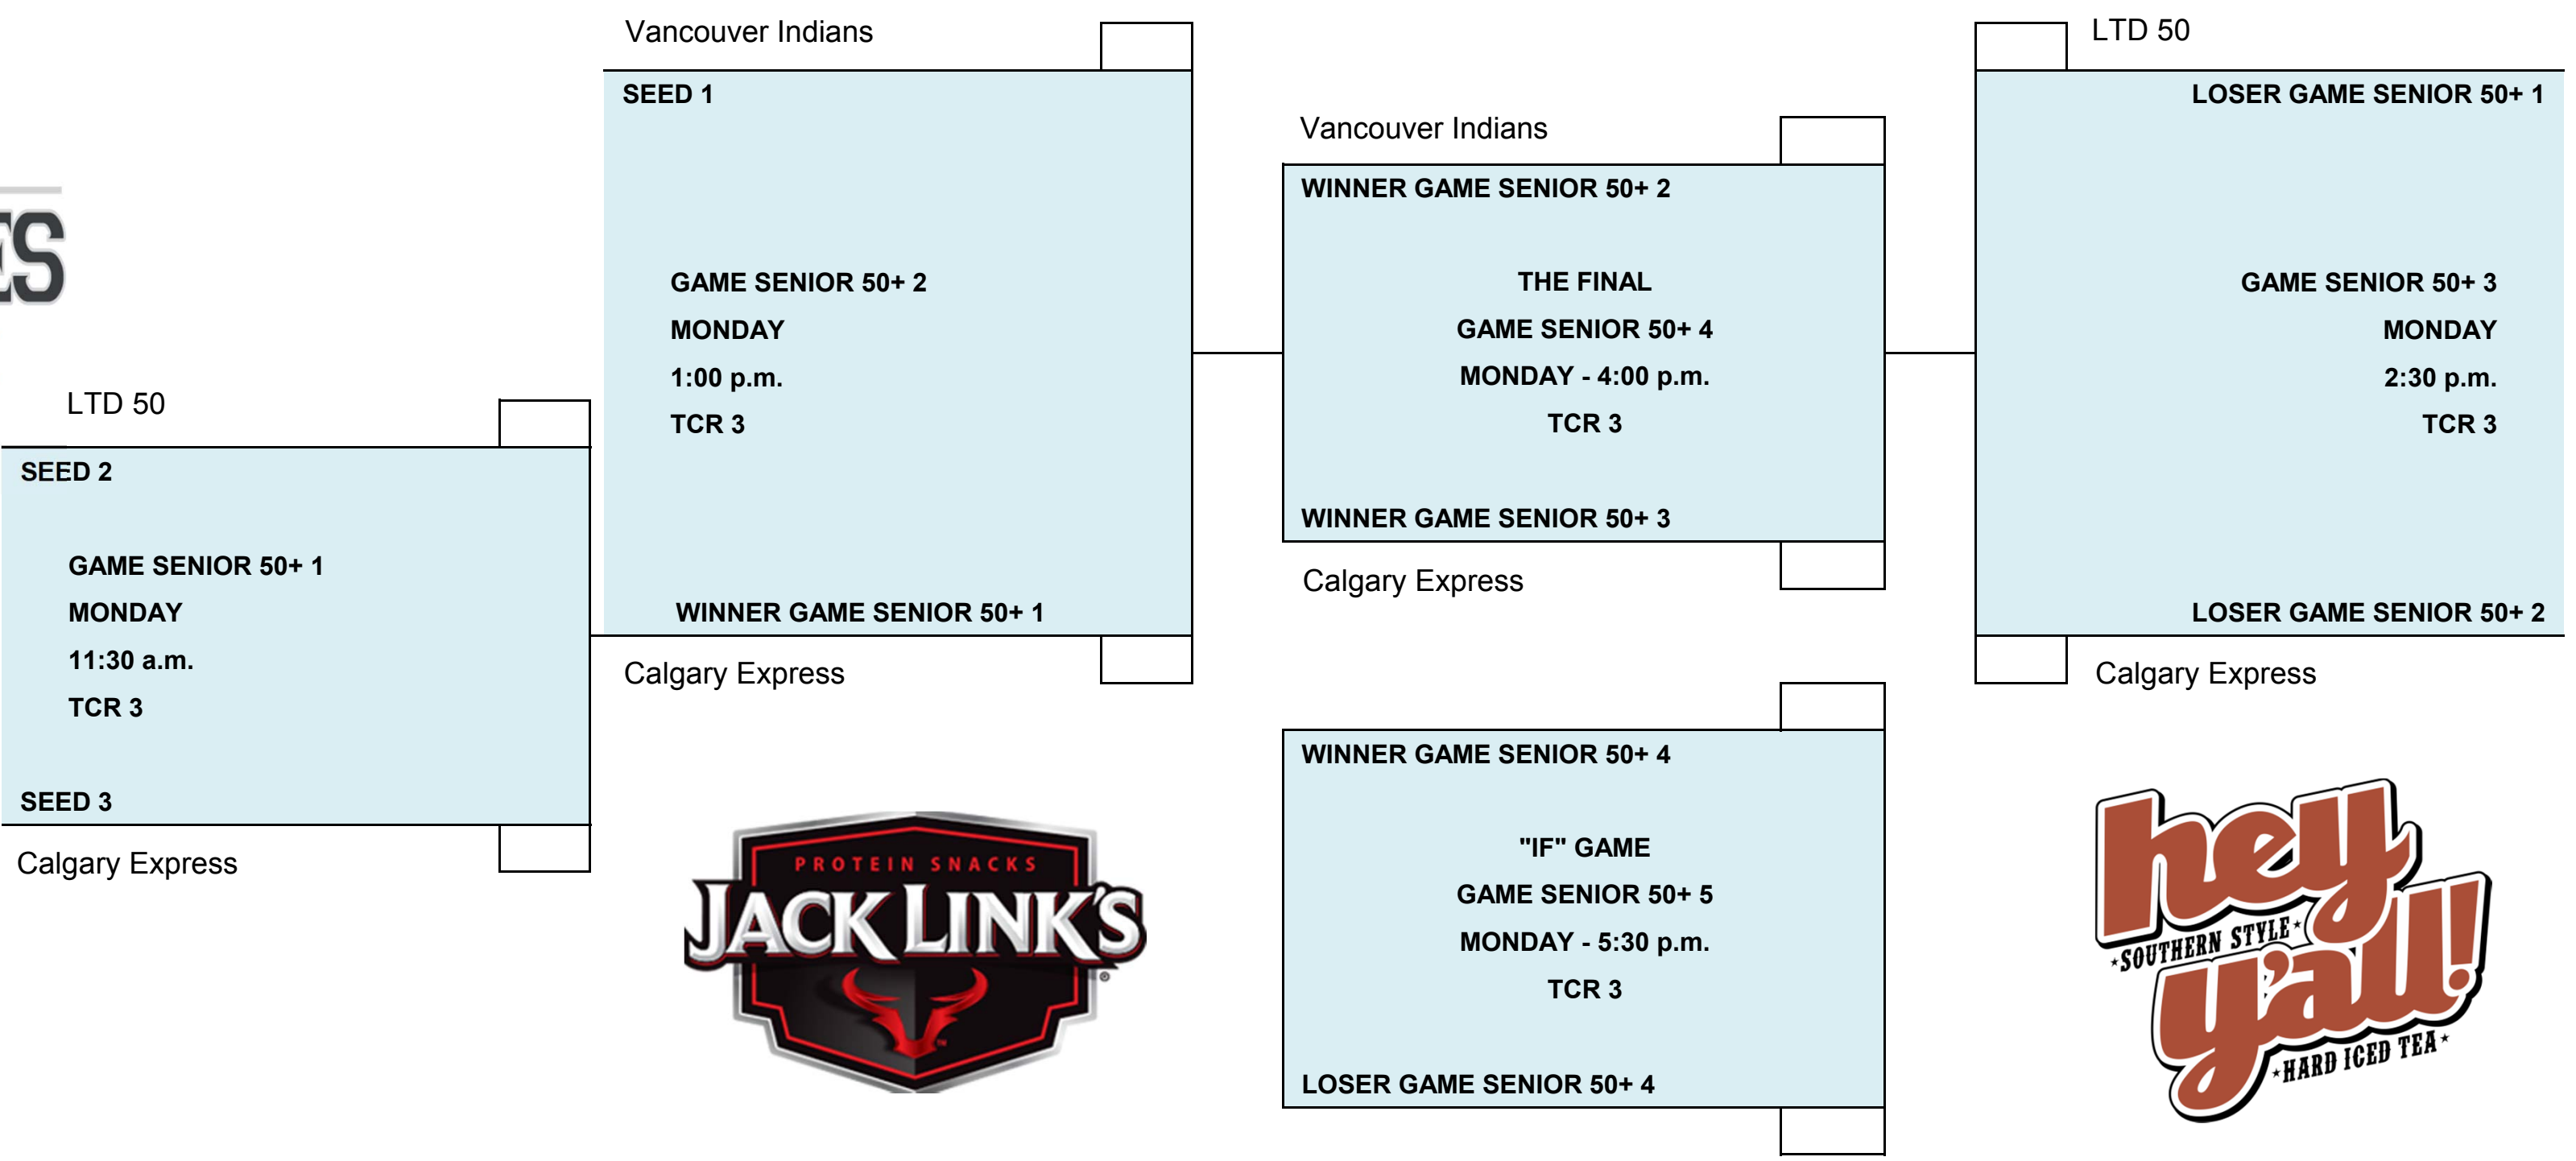 Vancouver Indians
SEED 1
GAME SENIOR 50+ 2
MONDAY
1:00 p.m.
TCR 3
WINNER GAME SENIOR 50+ 1
Calgary Express
ES
LTD 50
SEED 2
GAME SENIOR 50+ 1
MONDAY
11:30 a.m.
TCR 3
SEED 3
Calgary Express
Vancouver Indians
WINNER GAME SENIOR 50+ 2
THE FINAL
GAME SENIOR 50+ 4
MONDAY - 4:00 p.m.
TCR 3
WINNER GAME SENIOR 50+ 3
Calgary Express
LTD 50
LOSER GAME SENIOR 50+ 1
GAME SENIOR 50+ 3
MONDAY
2:30 p.m.
TCR 3
LOSER GAME SENIOR 50+ 2
Calgary Express
WINNER GAME SENIOR 50+ 4
"IF" GAME
GAME SENIOR 50+ 5
MONDAY - 5:30 p.m.
TCR 3
LOSER GAME SENIOR 50+ 4
PROTEIN SNACKS
JACK LINK'S
®
™
hey
*SOUTHERN STYLE*
y'all!
*HARD ICED TEA*